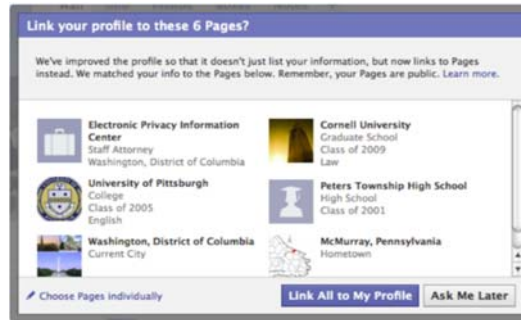 Link your profile to these 6 Pages?
We've improved the profile so that it doesn't just list your information, but now links to Pages
instead. We matched your info to the Pages below. Remember, your Pages are public. Learn more.
Electronic Privacy Information
Center
Staff Attorney
Washington, District of Columbia
Cornell University
Graduate School
Class of 2009
Law
University of Pittsburgh
College
Class of 2005
English
Peters Township High School
High School
Class of 2001
Washington, District of Columbia
Current City
McMurray, Pennsylvania
Hometown
Choose Pages individually
Link All to My Profile
Ask Me Later